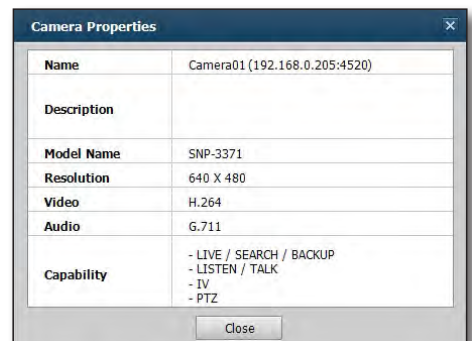 Camera Properties X
Name Camera01 (192.168.0.205:4520)
Description
Model Name SNP-3371
Resolution 640 X 480
Video H.264
Audio G.711
Capability
- LIVE / SEARCH / BACKUP
- LISTEN / TALK
- IV
- PTZ
Close